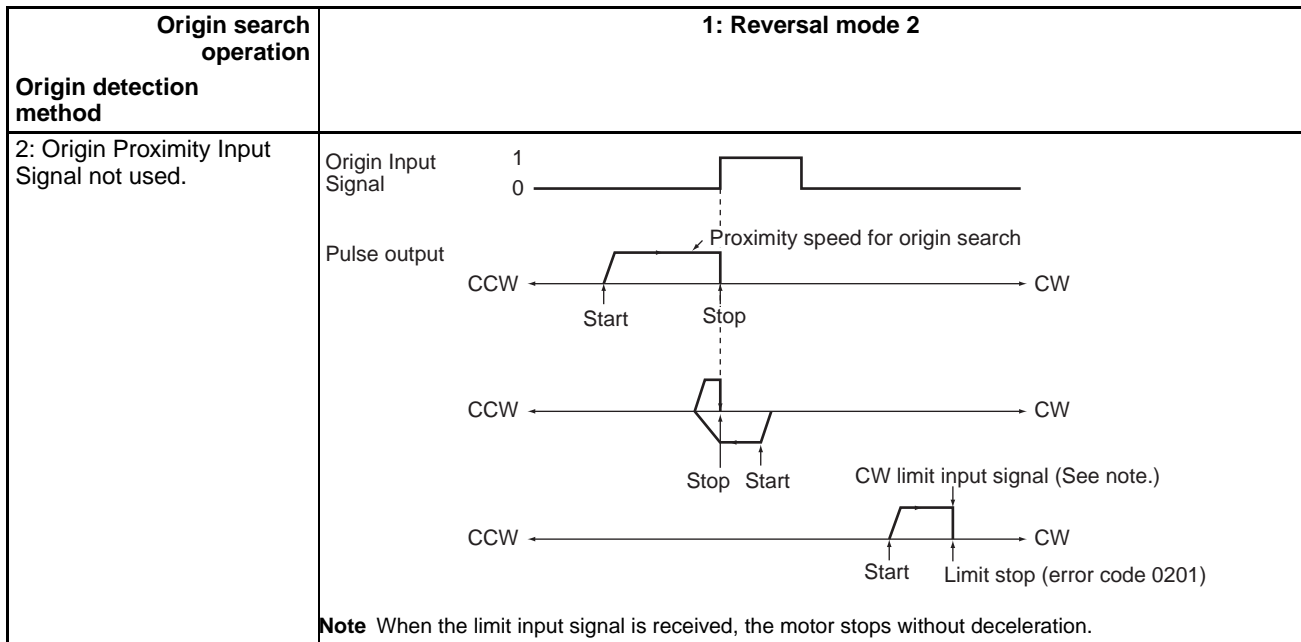 Origin search
operation
1: Reversal mode 2
Origin detection
method
2: Origin Proximity Input
Signal not used.
Origin Input
Signal
1
0
Pulse output
Proximity speed for origin search
CCW
CW
Start
Stop
CCW
CW
Stop
Start
CW limit input signal (See note.)
CCW
CW
Start
Limit stop (error code 0201)
Note When the limit input signal is received, the motor stops without deceleration.